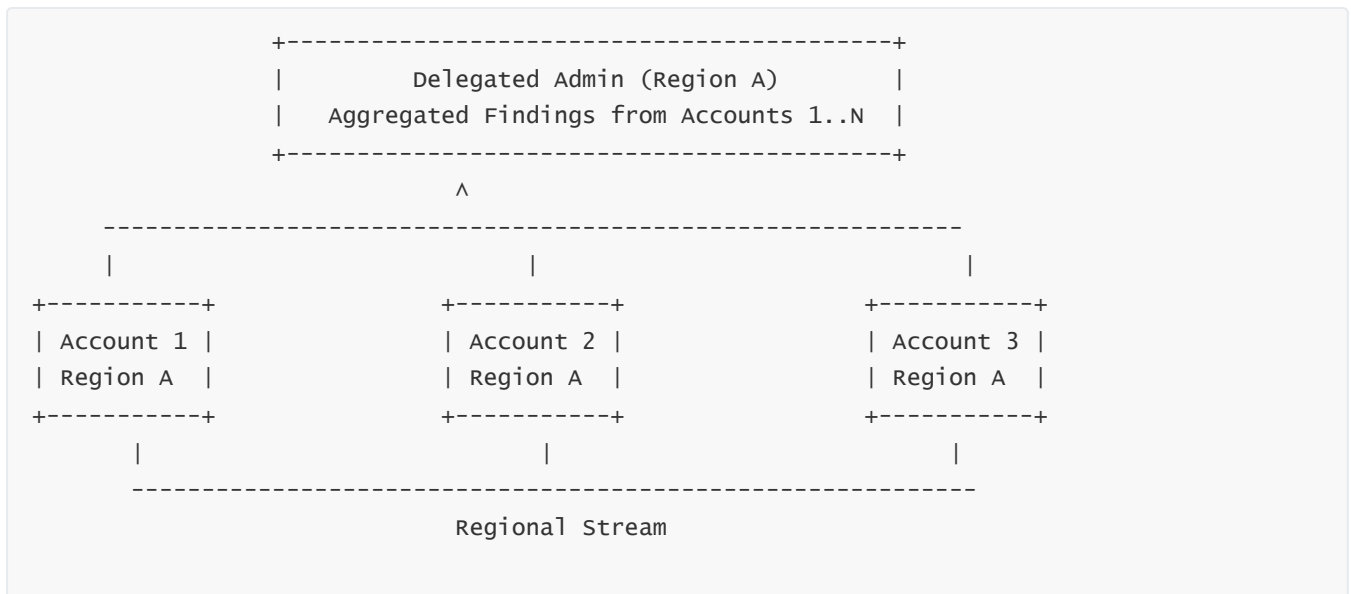 +-------------------------------------------+
| Delegated Admin (Region A) |
| Aggregated Findings from Accounts 1..N |
+-------------------------------------------+
^
-------------------------------------------------------------
| | |
+-----------+ +-----------+ +-----------+
| Account 1 | | Account 2 | | Account 3 |
| Region A | | Region A | | Region A |
+-----------+ +-----------+ +-----------+
| | |
------------------------------------------------------------
Regional Stream